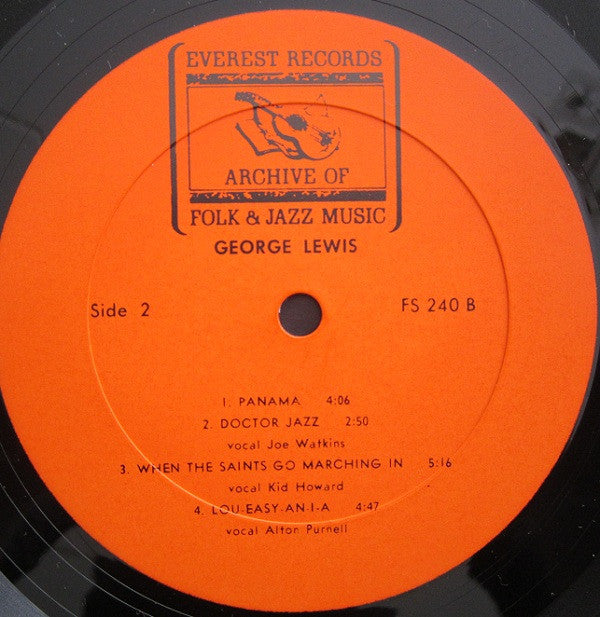 EVEREST RECORDS
ARCHIVE OF
FOLK & JAZZ MUSIC
GEORGE LEWIS
Side 2 FS 240 B
1. PANAMA 4:06
2. DOCTOR JAZZ 2:50
vocal Joe Watkins
3. WHEN THE SAINTS GO MARCHING IN 5:16
vocal Kid Howard
4. LOU-EASY-AN-I-A 4:47
vocal Alton Purnell